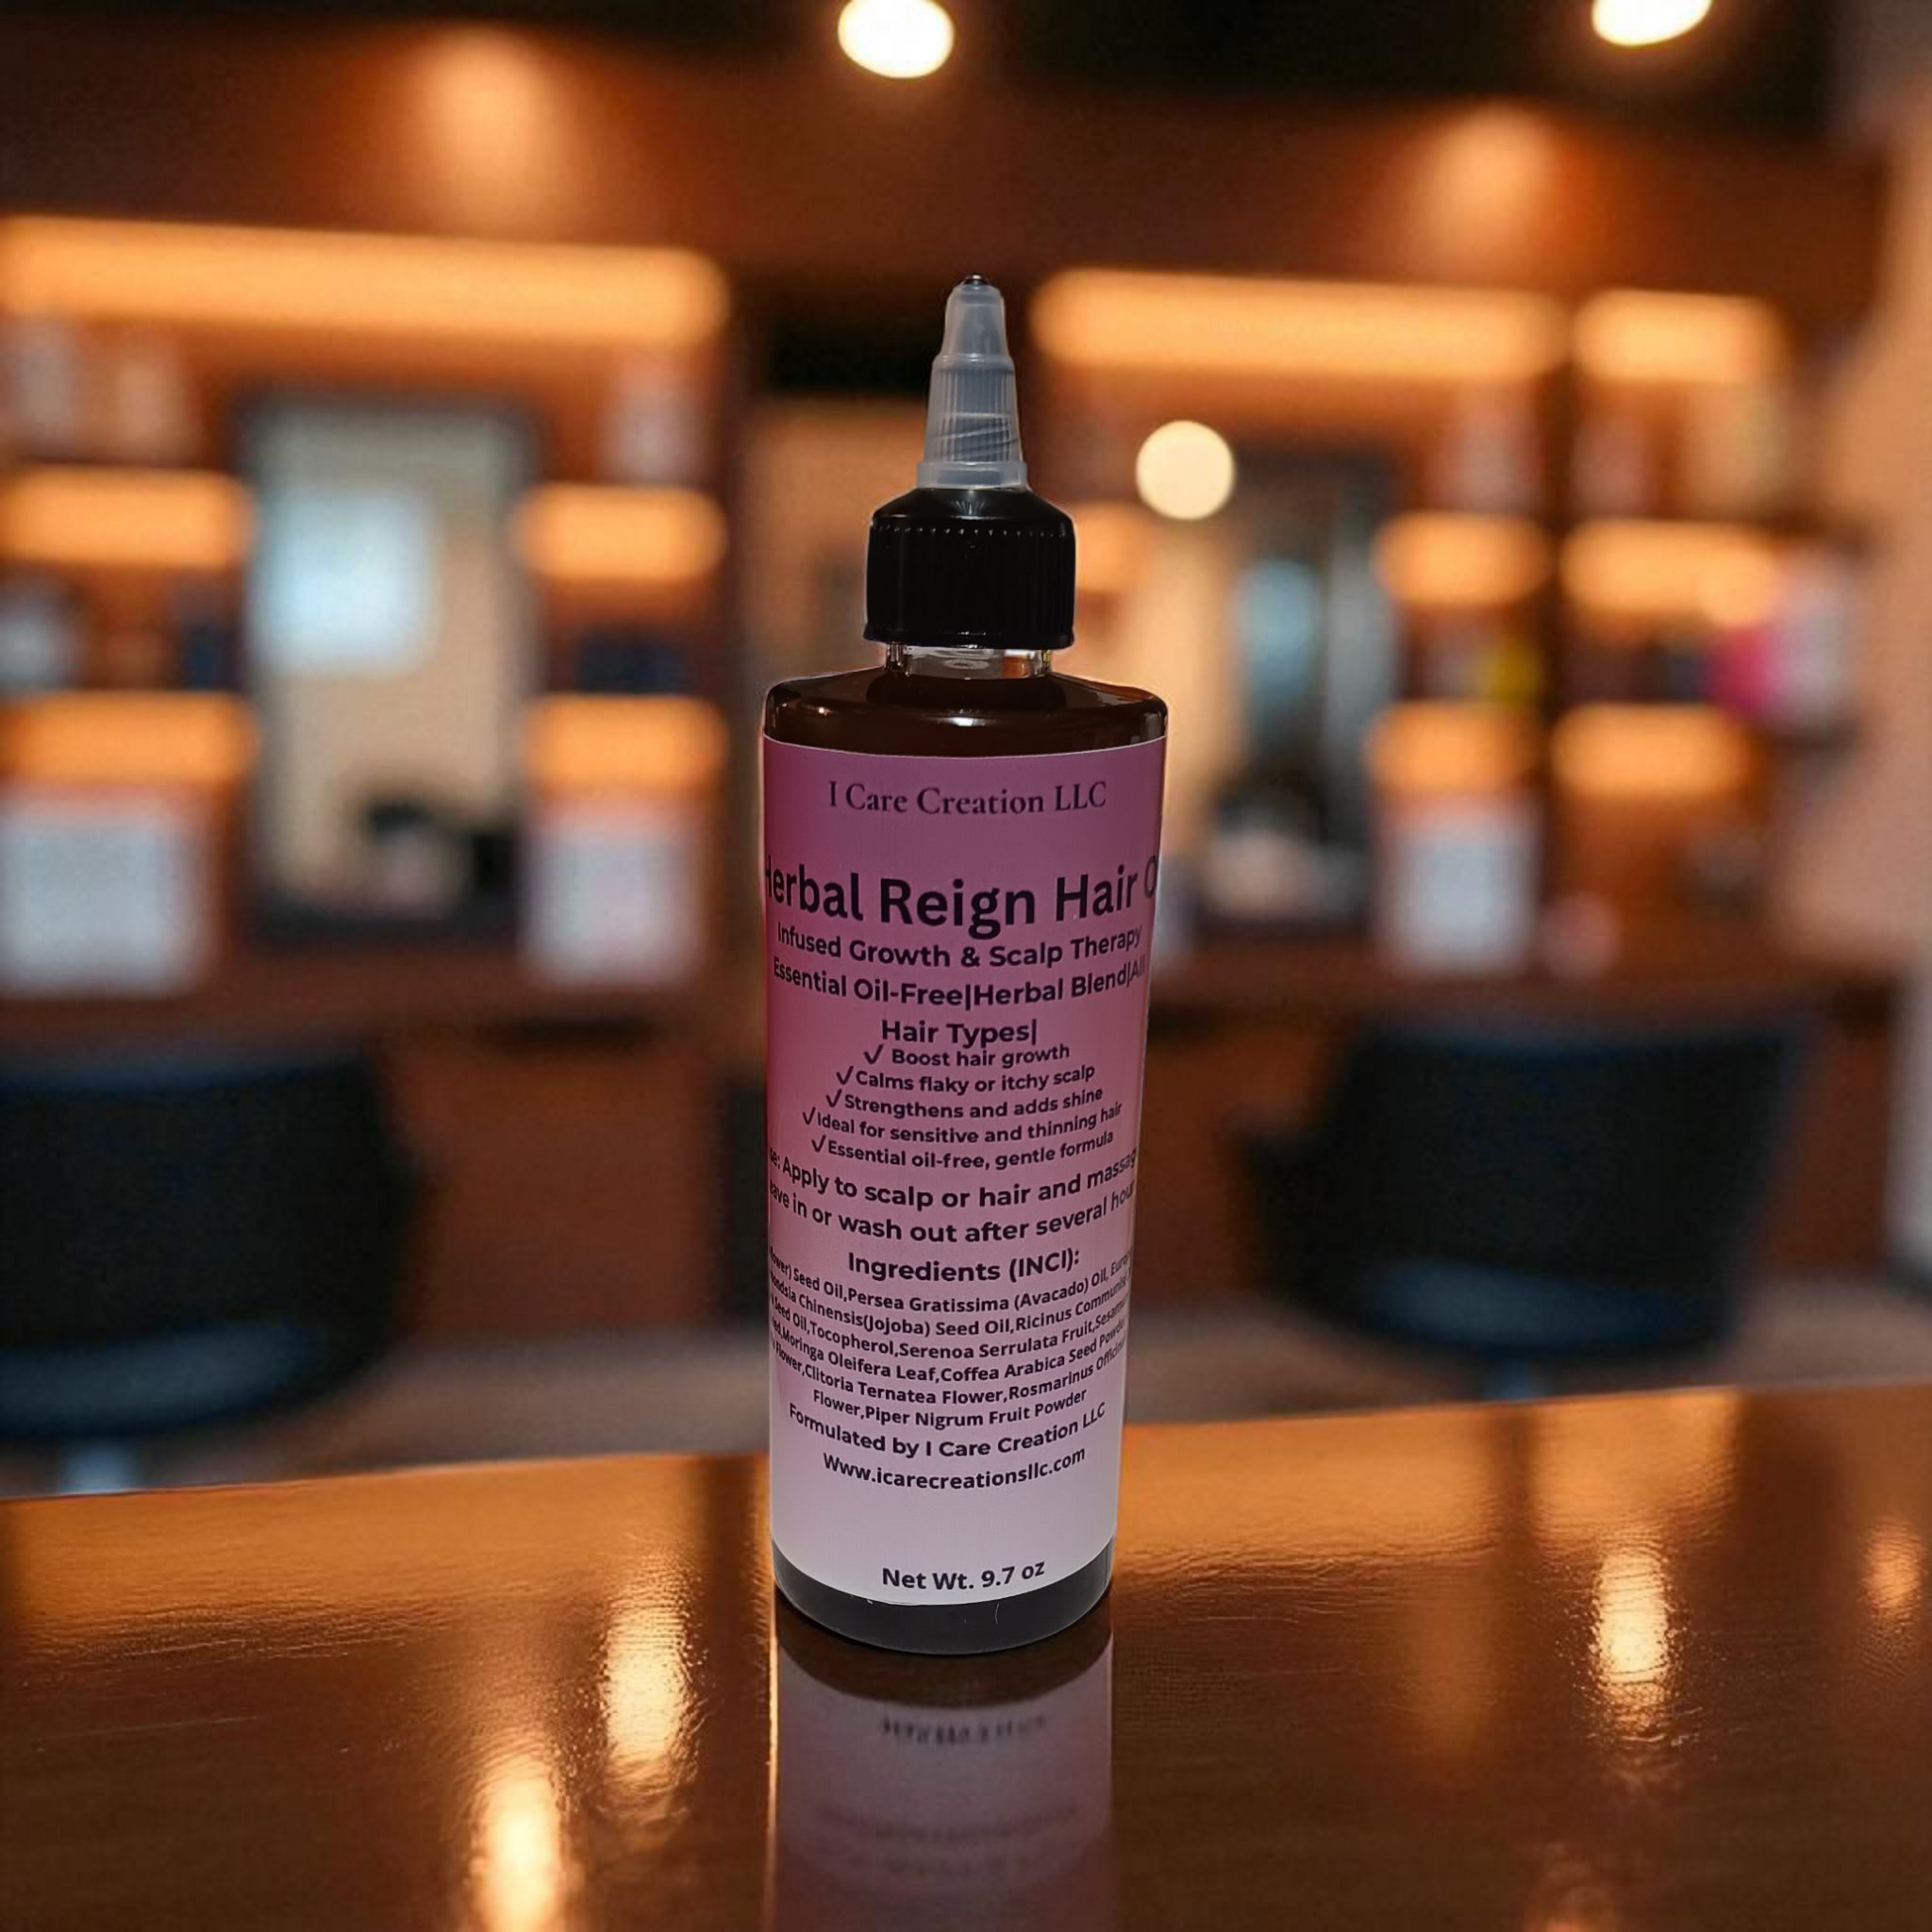 I Care Creation LLC
Herbal Reign Hair
Infused Growth & Scalp Therapy
Essential Oil-Free|Herbal Blend|All
Hair Types|
✓ Boost hair growth
✓Calms flaky or itchy scalp
✓Strengthens and adds shine
✓Ideal for sensitive and thinning hair
✓Essential oil-free, gentle formula
Apply to scalp or hair and
in or wash out after several
Ingredients (INCI):
Seed Oil,Persea Gratissima (Avacado) Oil,
Chinensis(Jojoba) Seed Oil,Ricinus
Seed Oil,Tocopherol,Serenoa Serrulata Fruit,
Moringa Oleifera Leaf,Coffea Arabica Seed
Flower,Clitoria Ternatea Flower,Rosmarinus
Flower,Piper Nigrum Fruit Powder
Formulated by I Care Creation LLC
Www.icarecreationsllc.com
Net Wt. 9.7 oz